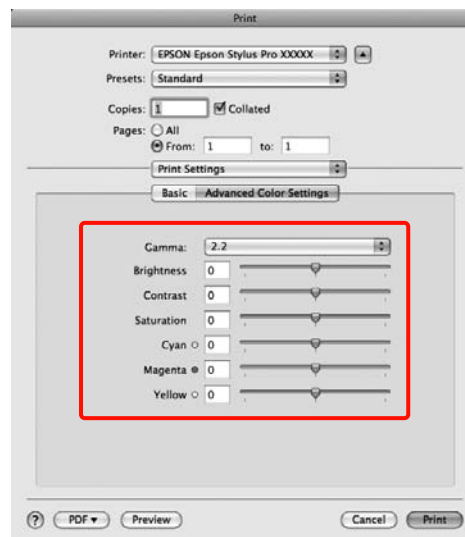 Print
Printer: EPSON Epson Stylus Pro XXXXX
Presets: Standard
Copies: 1 Collated
Pages: All
From: 1 to: 1
Print Settings
Basic Advanced Color Settings
Gamma: 2.2
Brightness 0
Contrast 0
Saturation 0
Cyan 0
Magenta 0
Yellow 0
? PDF Preview Cancel Print